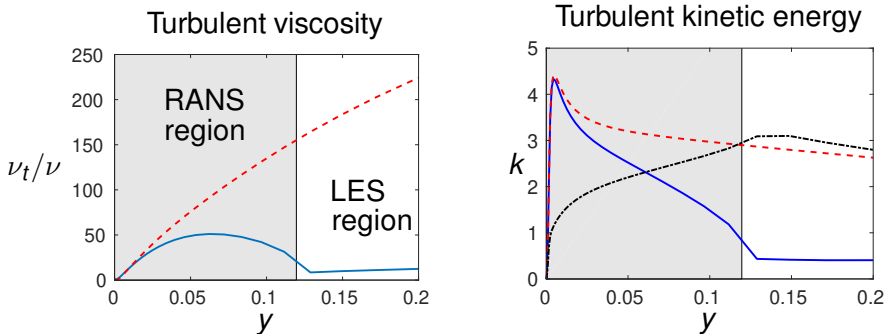 Turbulent viscosity
250
200
150
100
50
0
ν_t/ν
RANS
region
LES
region
0 0.05 0.1 0.15 0.2
y
Turbulent kinetic energy
5
4
3
2
1
0
k
0 0.05 0.1 0.15 0.2
y